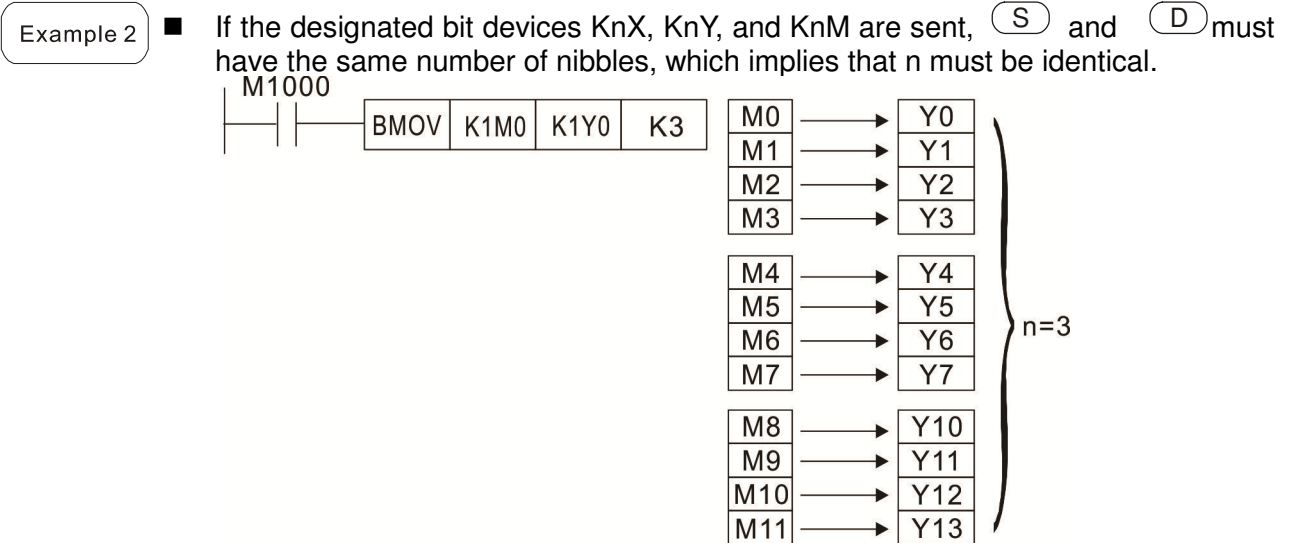 Example 2 ■ If the designated bit devices KnX, KnY, and KnM are sent, S and D must
have the same number of nibbles, which implies that n must be identical.
M1000
BMOV K1M0 K1Y0 K3
M0 Y0
M1 Y1
M2 Y2
M3 Y3
M4 Y4
M5 Y5
M6 Y6
M7 Y7
n=3
M8 Y10
M9 Y11
M10 Y12
M11 Y13